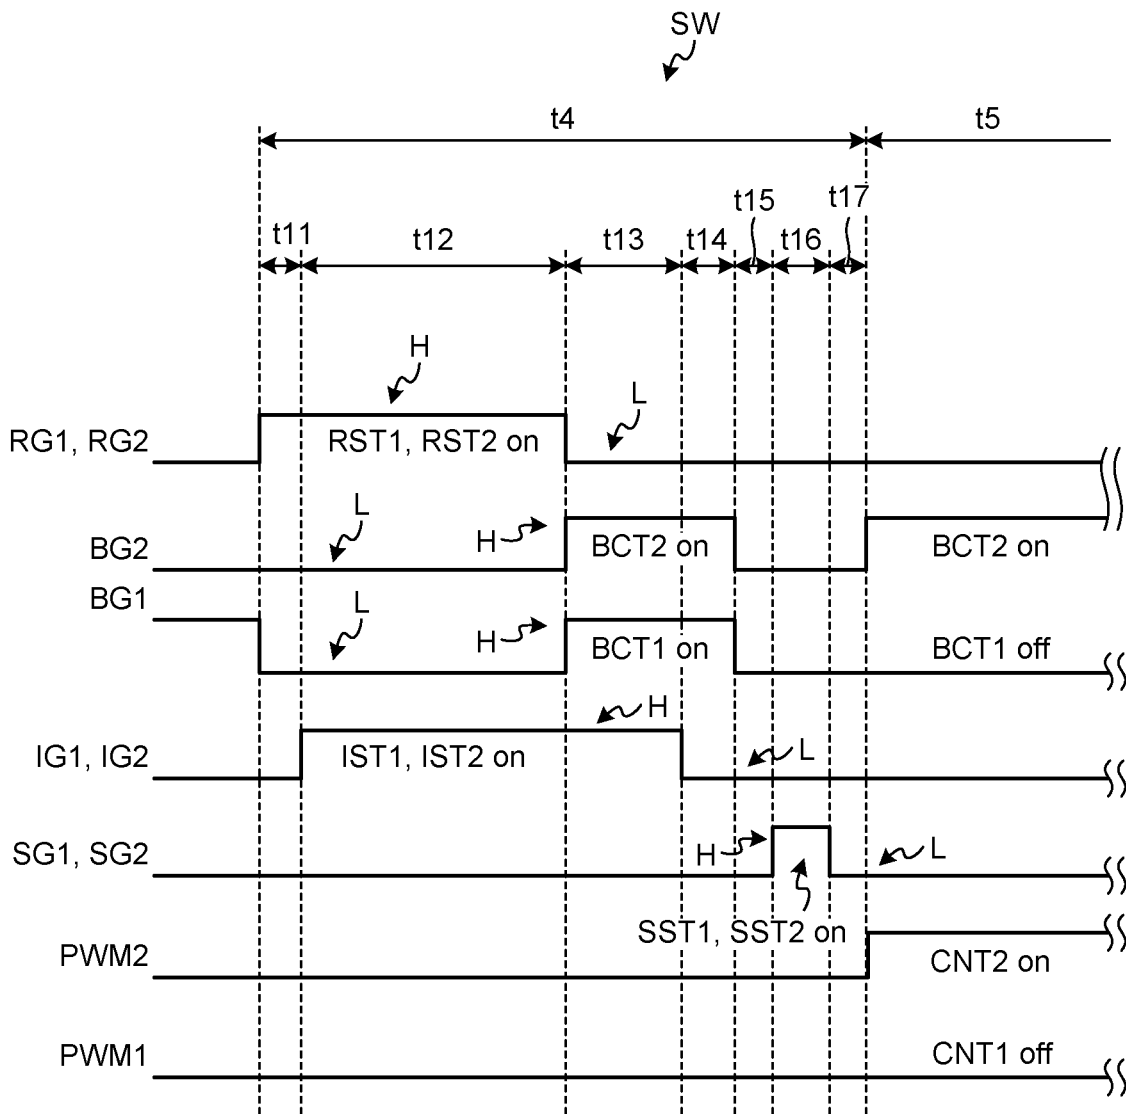 SW
t4
t5
t15
t17
t11
t12
t13
t14
t16
H
L
RG1, RG2
RST1, RST2 on
L
H
BG2
BCT2 on
BCT2 on
BG1
L
H
BCT1 on
BCT1 off
H
IG1, IG2
IST1, IST2 on
L
SG1, SG2
H
L
SST1, SST2 on
PWM2
CNT2 on
PWM1
CNT1 off